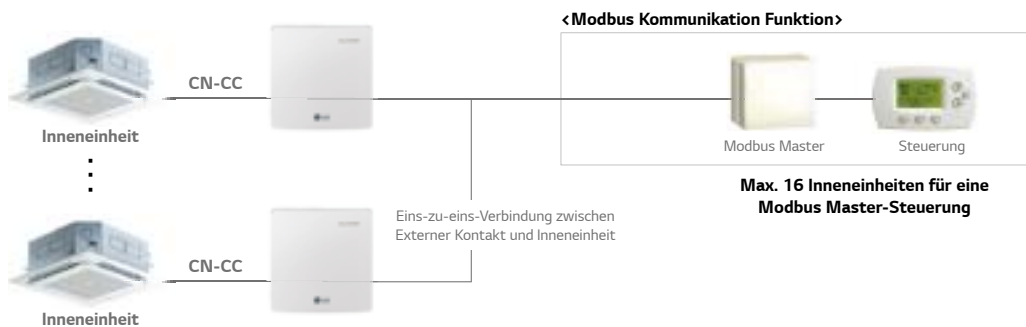 <Modbus Kommunikation Funktion>
CN-CC
Inneneinheit
Modbus Master
Steuerung
Max. 16 Inneneinheiten für eine
Modbus Master-Steuerung
Eins-zu-eins-Verbindung zwischen
Externer Kontakt und Inneneinheit
CN-CC
Inneneinheit